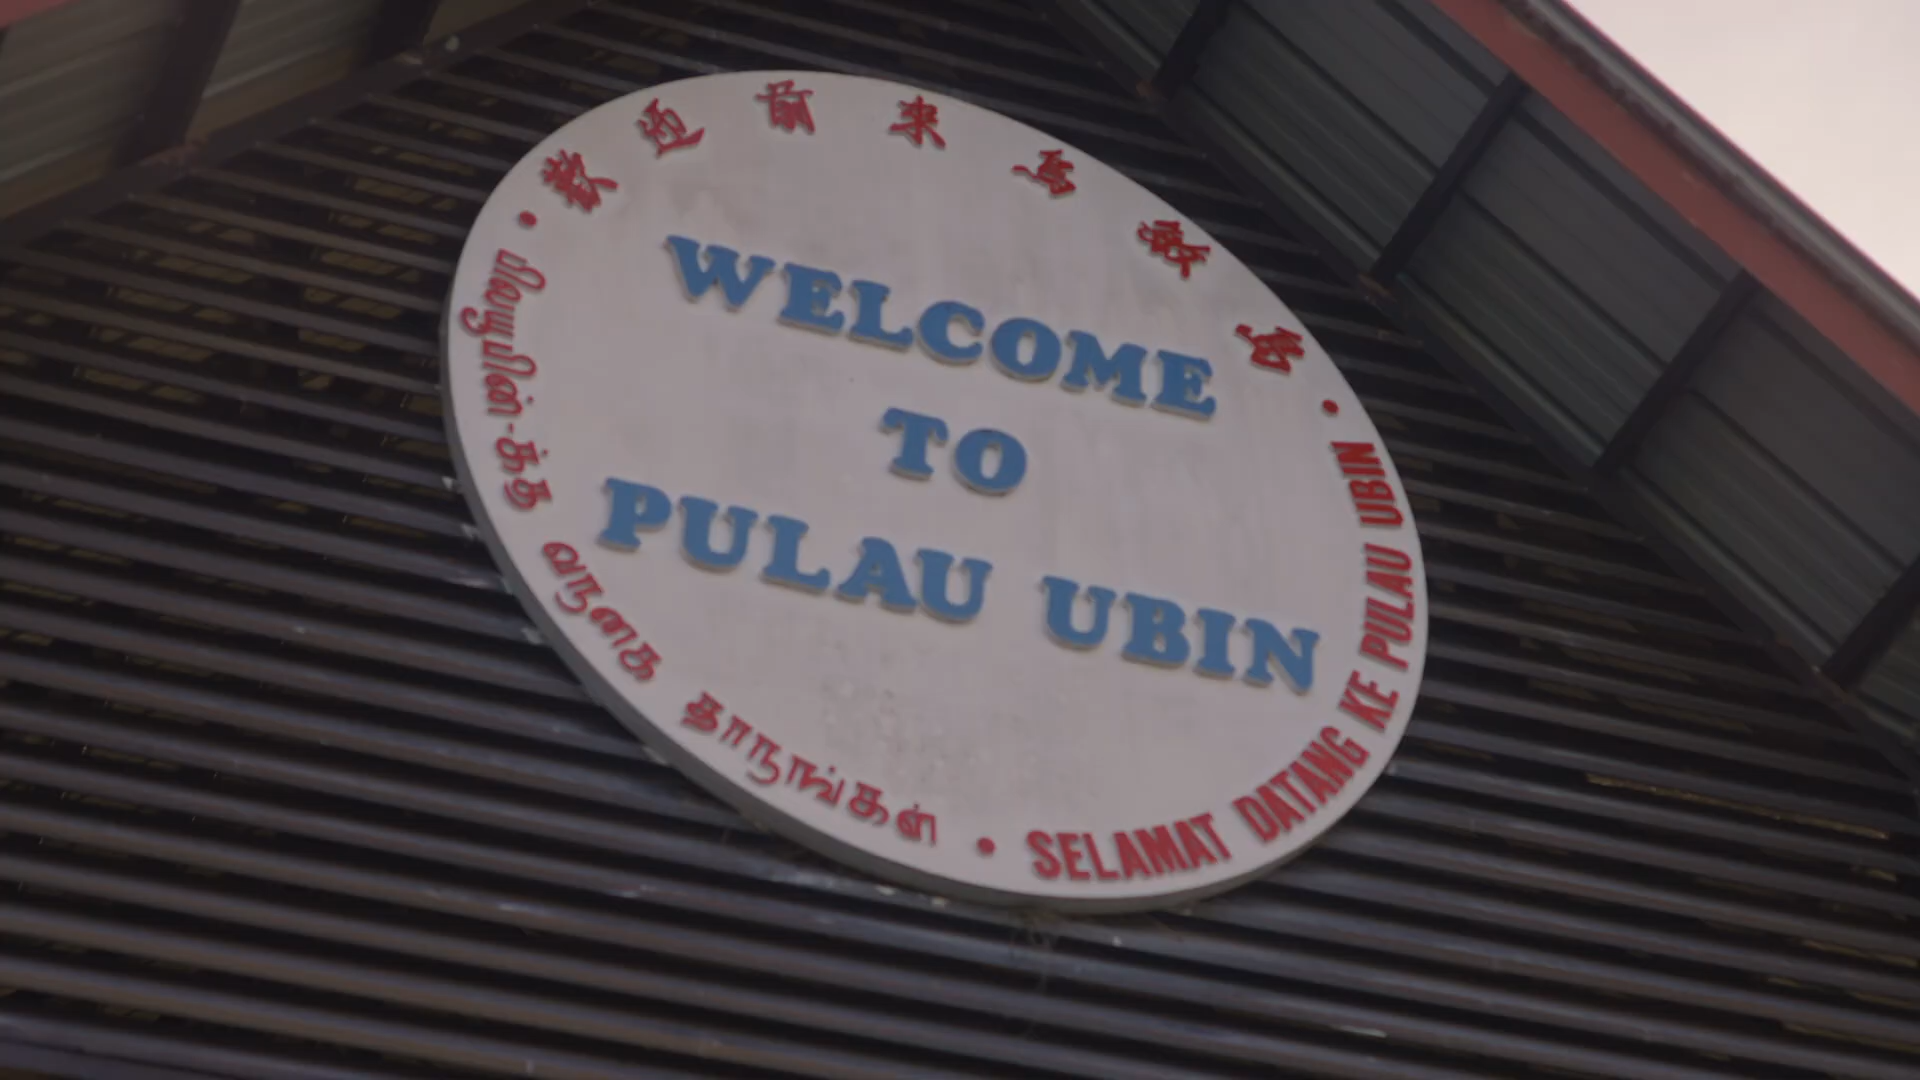 WELCOME
TO
PULAU UBIN
歡迎前來烏敏島
வருகை தாருங்கள்
SELAMAT DATANG KE PULAU UBIN